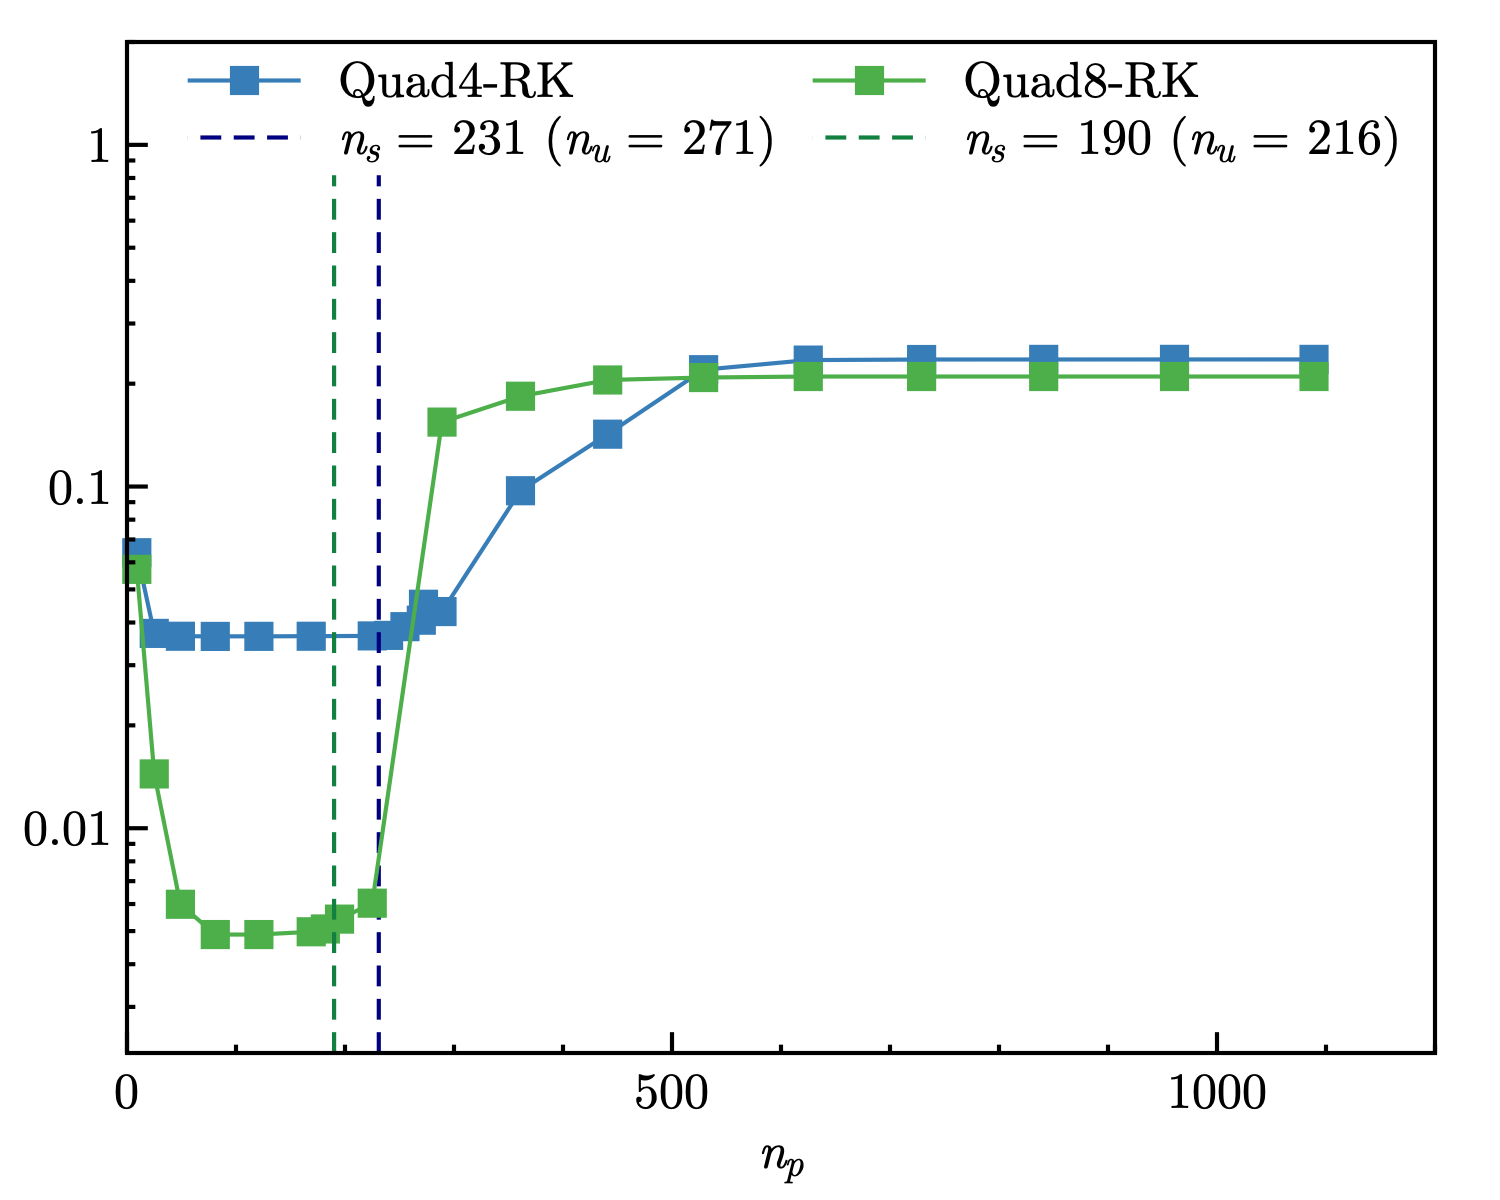 Quad4-RK
Quad8-RK
n_s = 231 (n_u = 271)
n_s = 190 (n_u = 216)
1
0.1
0.01
0
500
1000
n_p